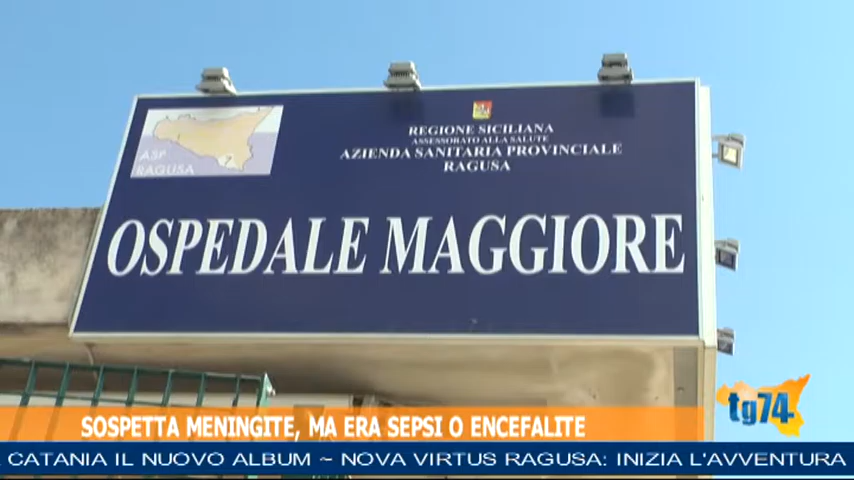 REGIONE SICILIANA
ASSESSORATO ALLA SALUTE
AZIENDA SANITARIA PROVINCIALE
RAGUSA
ASP
RAGUSA
OSPEDALE MAGGIORE
SOSPETTA MENINGITE, MA ERA SEPSI O ENCEFALITE
tg74
CATANIA IL NUOVO ALBUM ~ NOVA VIRTUS RAGUSA: INIZIA L'AVVENTURA